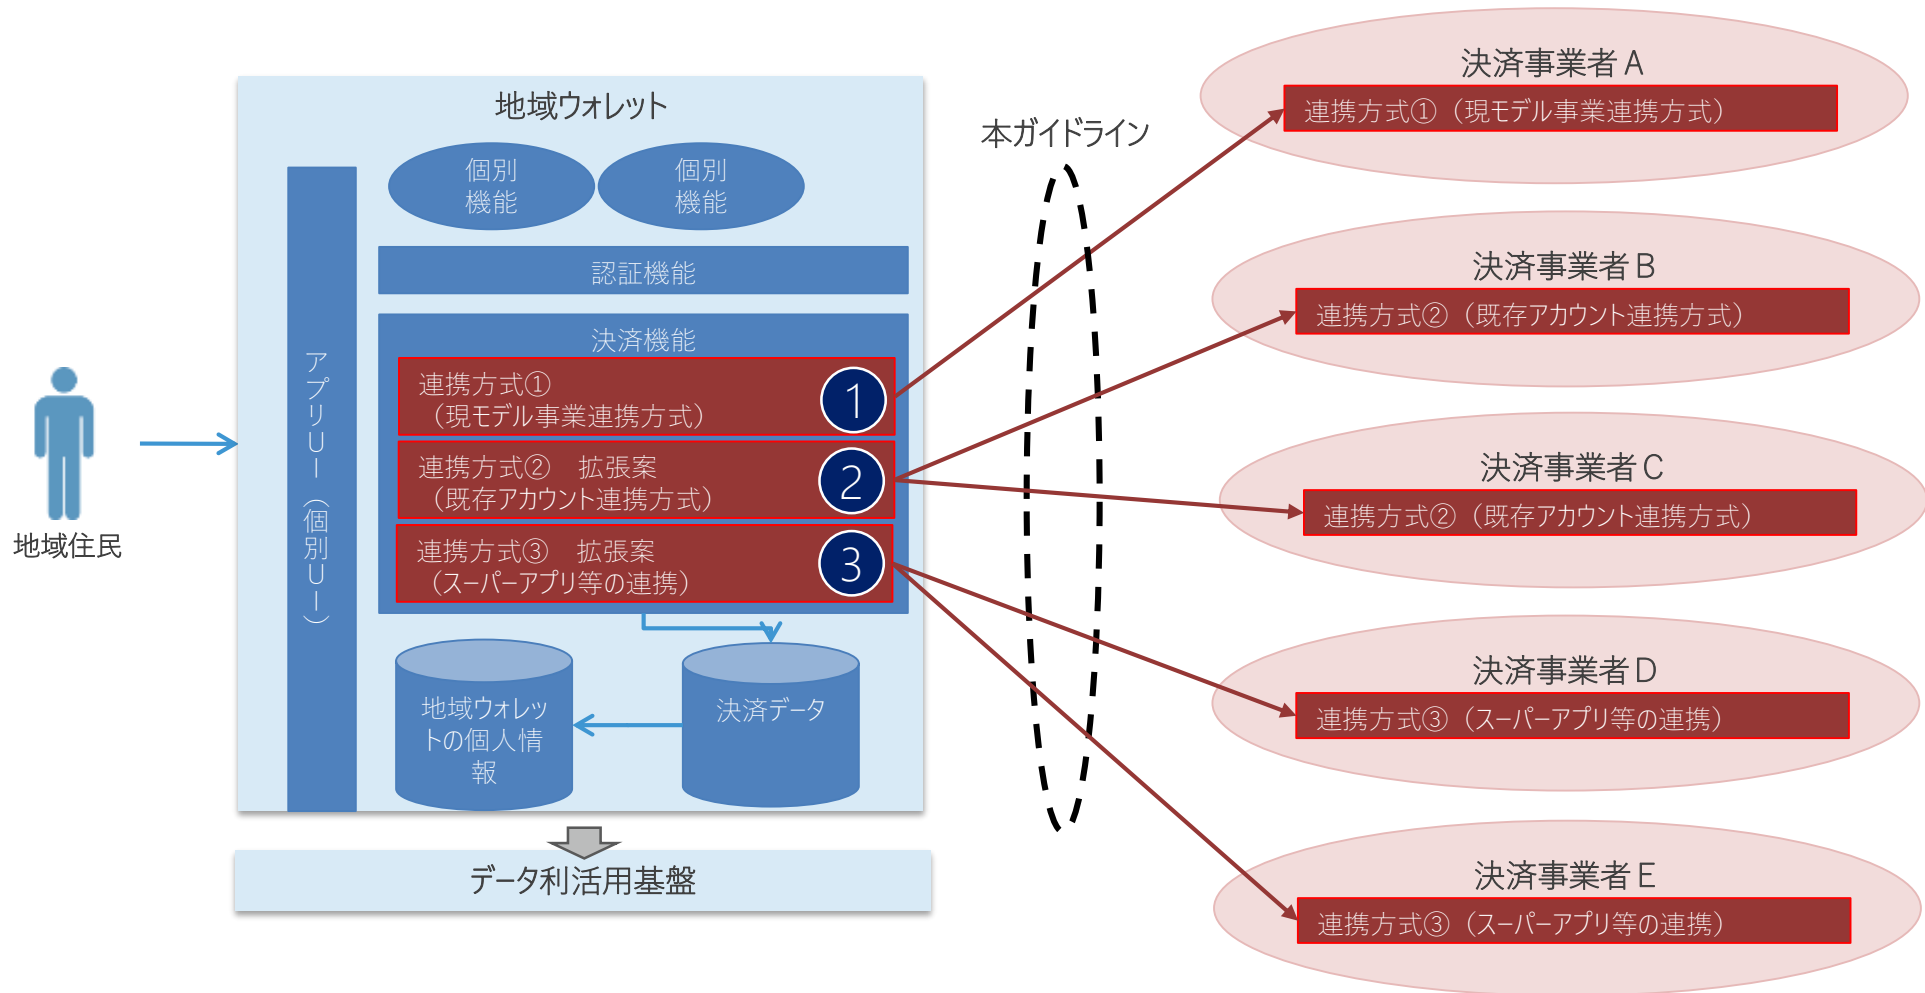 地域住民
地域ウォレット
アプリUI（個別UI）
個別
機能
個別
機能
認証機能
決済機能
連携方式①
（現モデル事業連携方式）
1
連携方式②　拡張案
（既存アカウント連携方式）
2
連携方式③　拡張案
（スーパーアプリ等の連携）
3
地域ウォレッ
トの個人情
報
決済データ
データ利活用基盤
本ガイドライン
決済事業者A
連携方式①（現モデル事業連携方式）
決済事業者B
連携方式②（既存アカウント連携方式）
決済事業者C
連携方式②（既存アカウント連携方式）
決済事業者D
連携方式③（スーパーアプリ等の連携）
決済事業者E
連携方式③（スーパーアプリ等の連携）